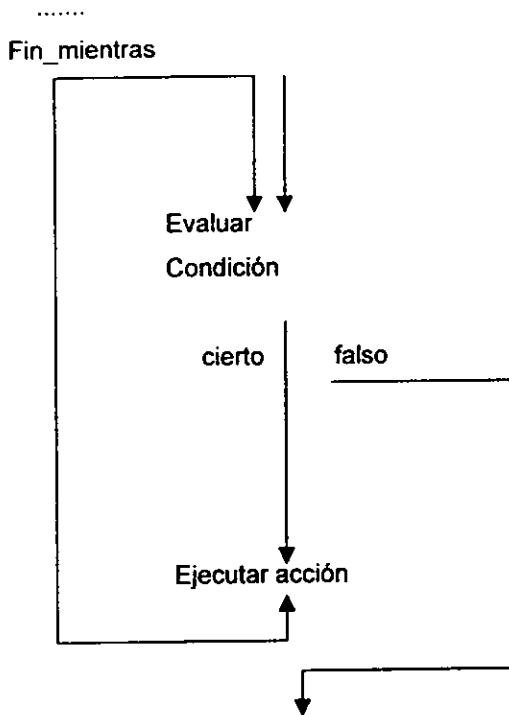 .......
Fin_mientras
Evaluar
Condición
cierto falso
Ejecutar acción